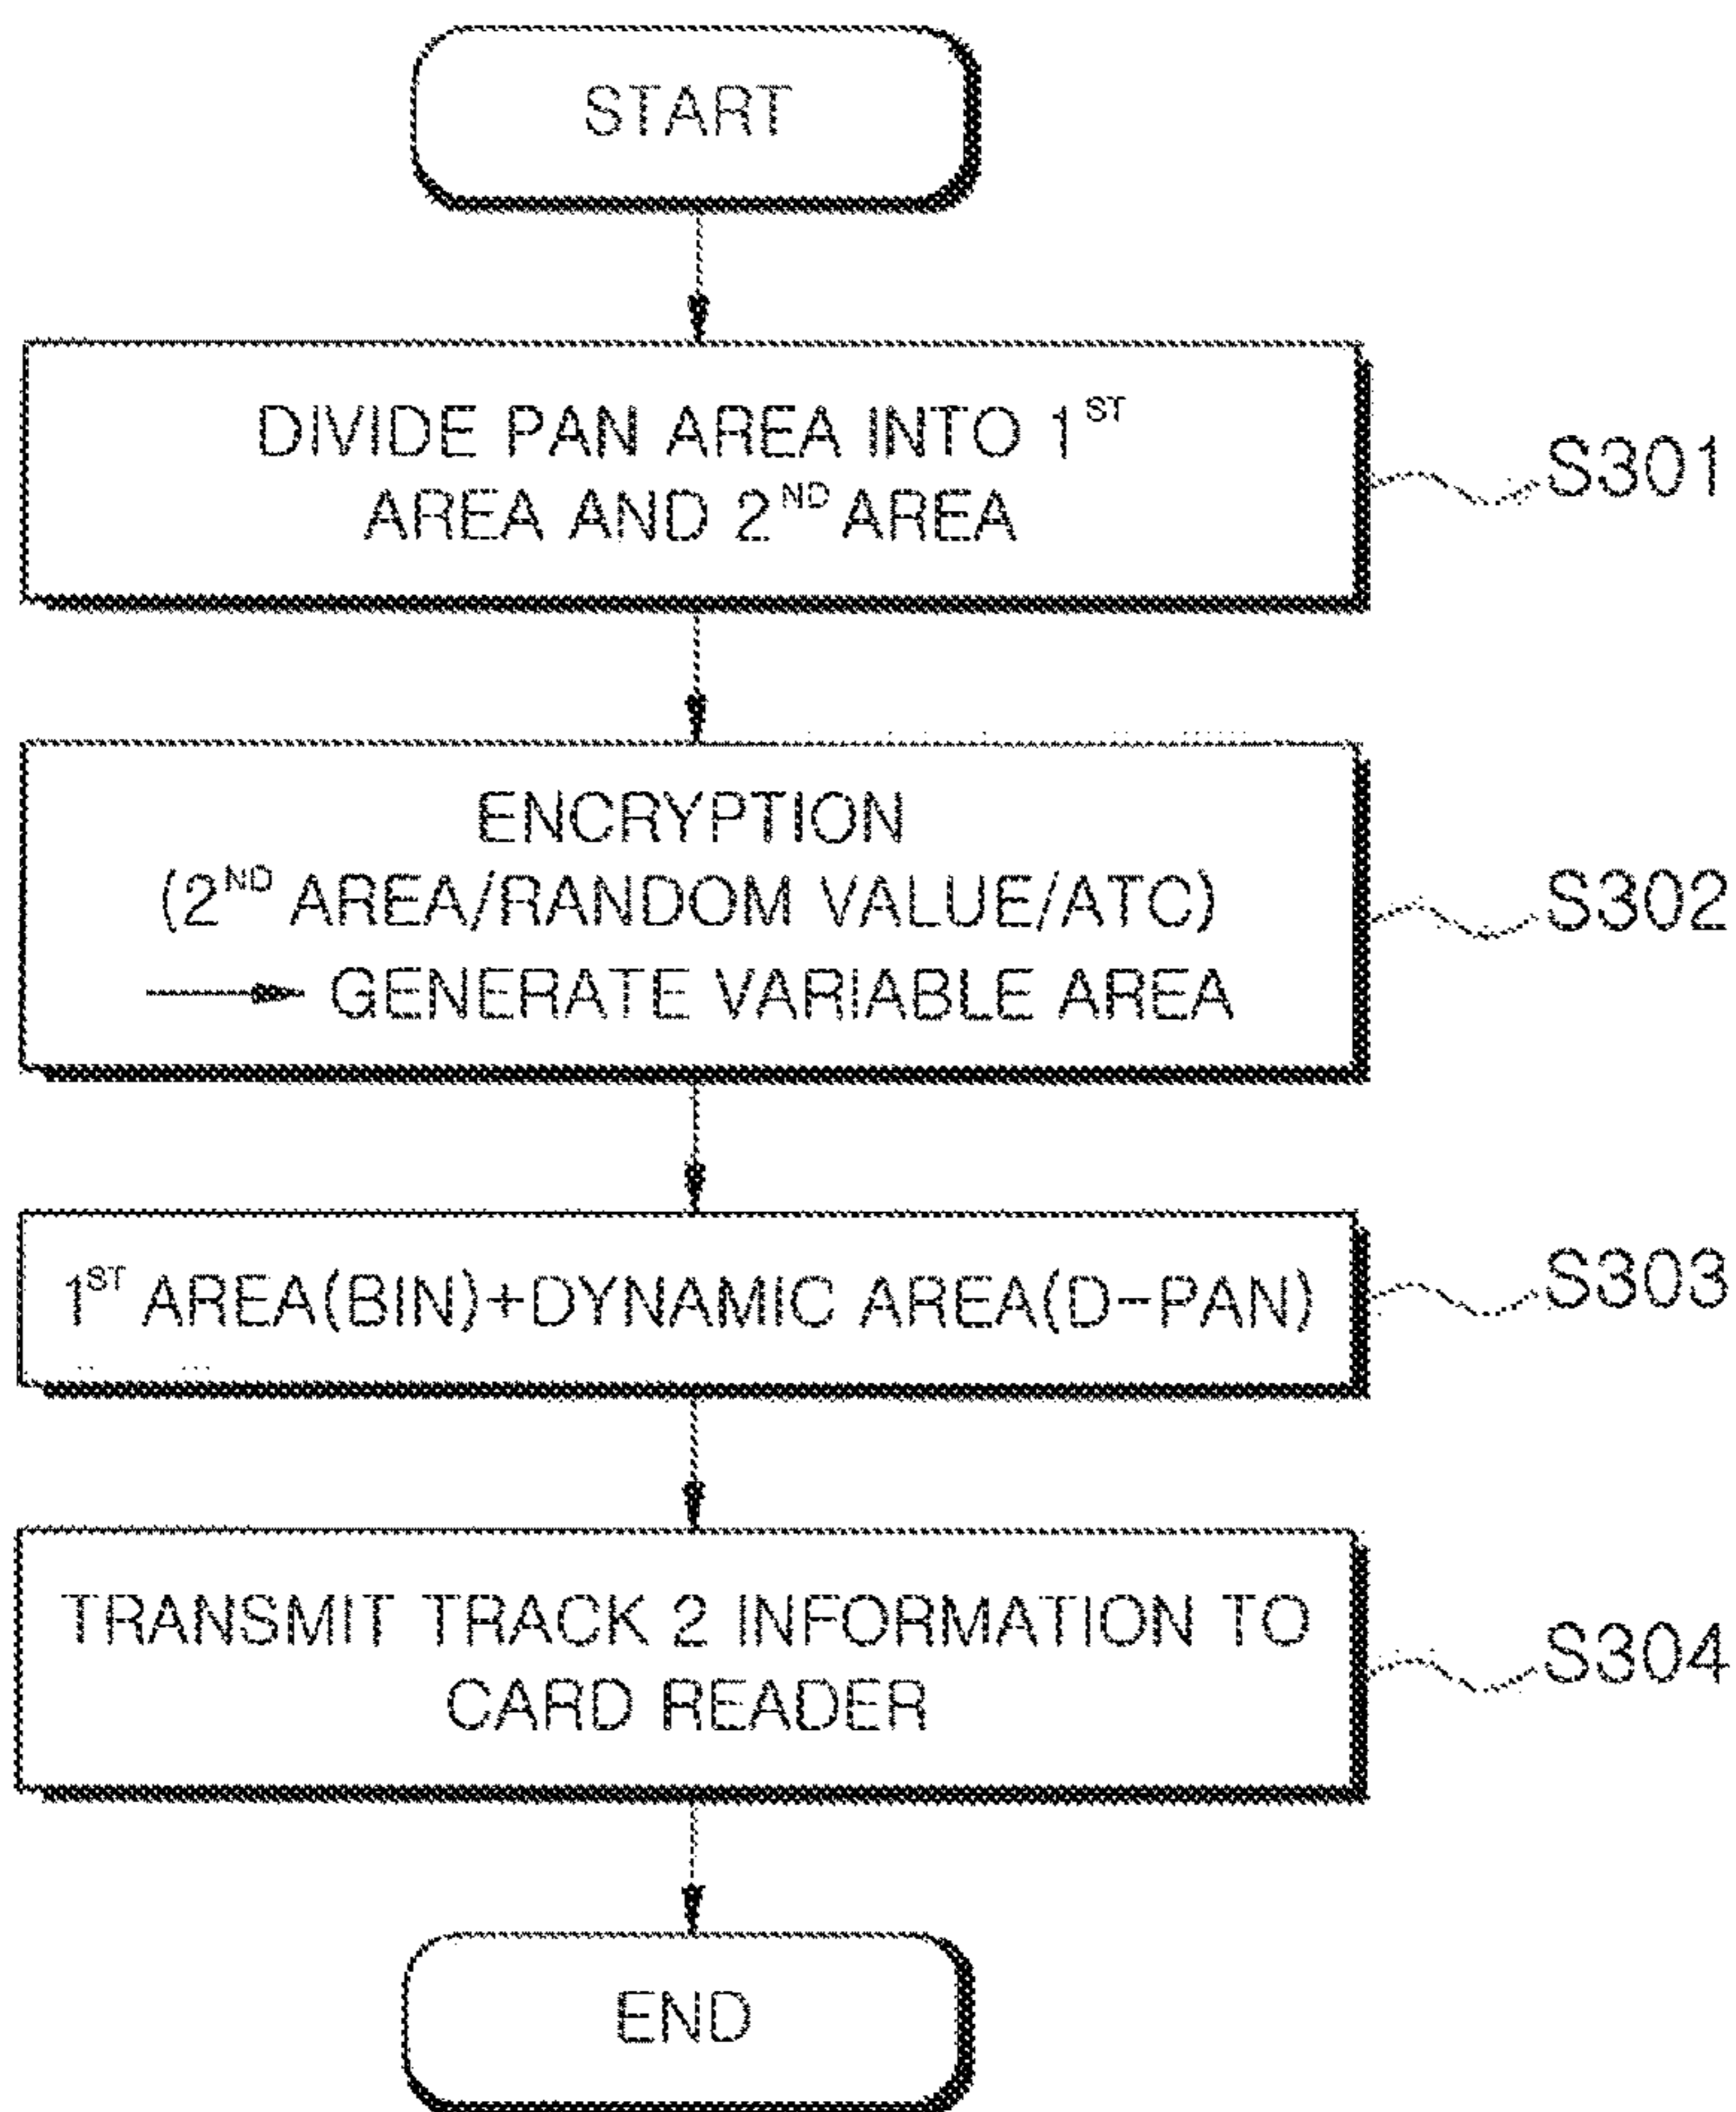 START
DIVIDE PAN AREA INTO 1ST
AREA AND 2ND AREA
S301
ENCRYPTION
(2ND AREA/RANDOM VALUE/ATC)
→ GENERATE VARIABLE AREA
S302
1ST AREA(BIN)+DYNAMIC AREA(D-PAN)
S303
TRANSMIT TRACK 2 INFORMATION TO
CARD READER
S304
END